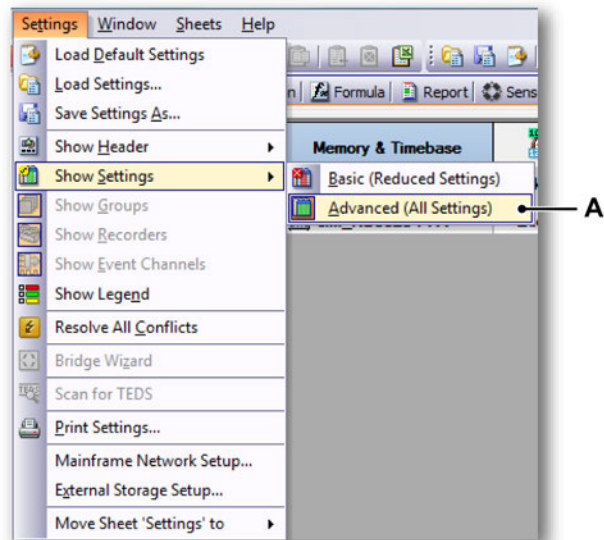 Settings Window Sheets Help
Formula Report Sens
Load Default Settings
Load Settings...
Save Settings As...
Show Header
Memory & Timebase
Show Settings
Basic (Reduced Settings)
Advanced (All Settings)
A
Show Groups
Show Recorders
Show Event Channels
Show Legend
Resolve All Conflicts
Bridge Wizard
Scan for TEDS
Print Settings...
Mainframe Network Setup...
External Storage Setup...
Move Sheet 'Settings' to